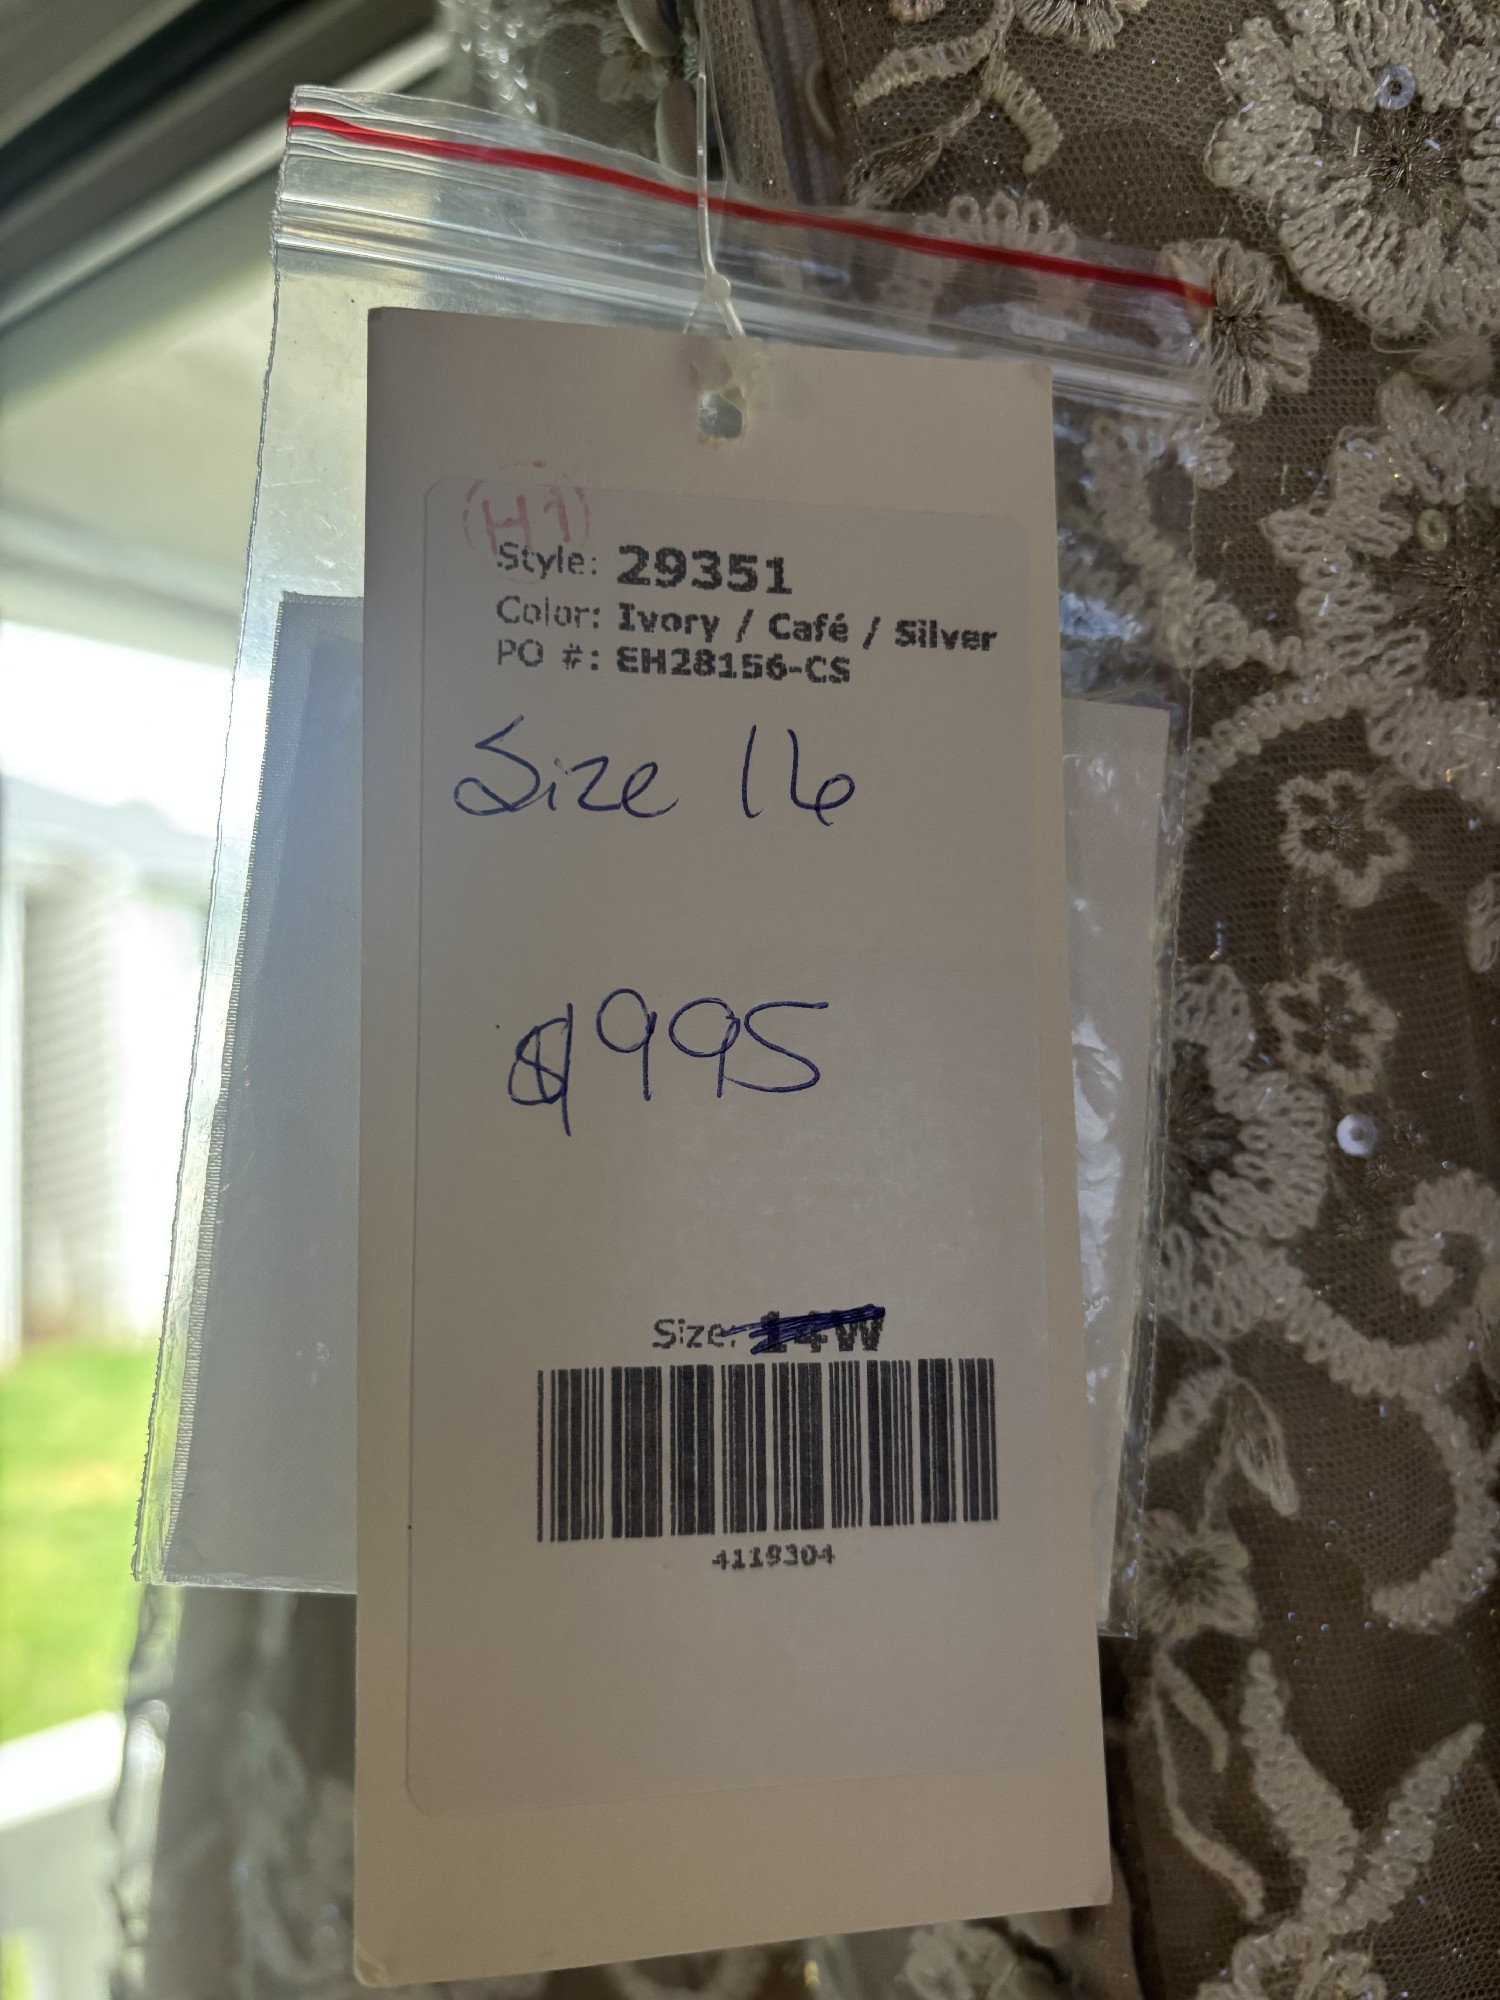 H1
Style: 29351
Color: Ivory / Café / Silver
PO #: EH28156-CS
Size 16
$995
Size: 14W
4119304